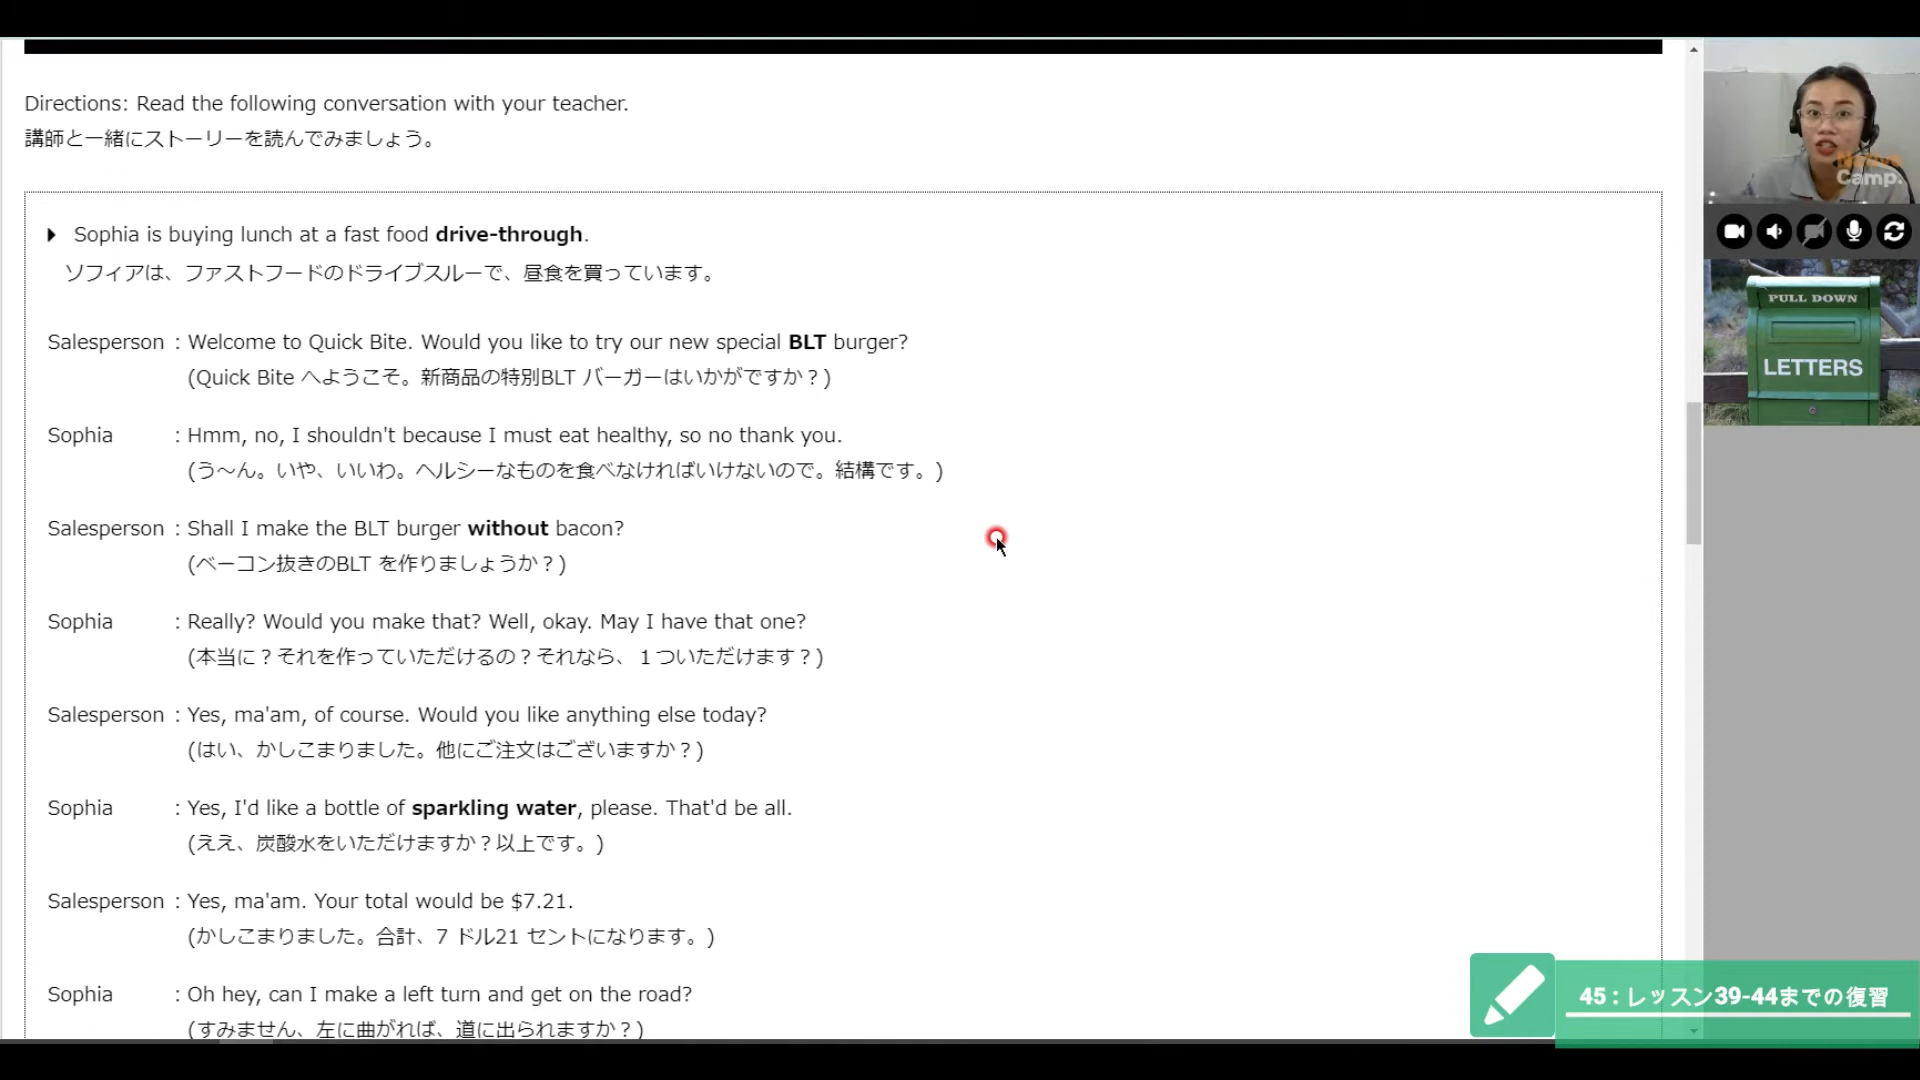 Directions: Read the following conversation with your teacher.
講師と一緒にストーリーを読んでみましょう。
Sophia is buying lunch at a fast food drive-through.
ソフィアは、ファストフードのドライブスルーで、昼食を買っています。
Salesperson : Welcome to Quick Bite. Would you like to try our new special BLT burger?
(Quick Bite へようこそ。新商品の特別BLT バーガーはいかがですか？)
Sophia : Hmm, no, I shouldn't because I must eat healthy, so no thank you.
(う～ん。いや、いいわ。ヘルシーなものを食べなければいけないので。結構です。)
Salesperson : Shall I make the BLT burger without bacon?
(ベーコン抜きのBLT を作りましょうか？)
Sophia : Really? Would you make that? Well, okay. May I have that one?
(本当に？それを作っていただけるの？それなら、１ついただけます？)
Salesperson : Yes, ma'am, of course. Would you like anything else today?
(はい、かしこまりました。他にご注文はございますか？)
Sophia : Yes, I'd like a bottle of sparkling water, please. That'd be all.
(ええ、炭酸水をいただけますか？以上です。)
Salesperson : Yes, ma'am. Your total would be $7.21.
(かしこまりました。合計、7 ドル21 セントになります。)
Sophia : Oh hey, can I make a left turn and get on the road?
(すみません、左に曲がれば、道に出られますか？)
Camp.
PULL DOWN
LETTERS
45：レッスン39-44までの復習